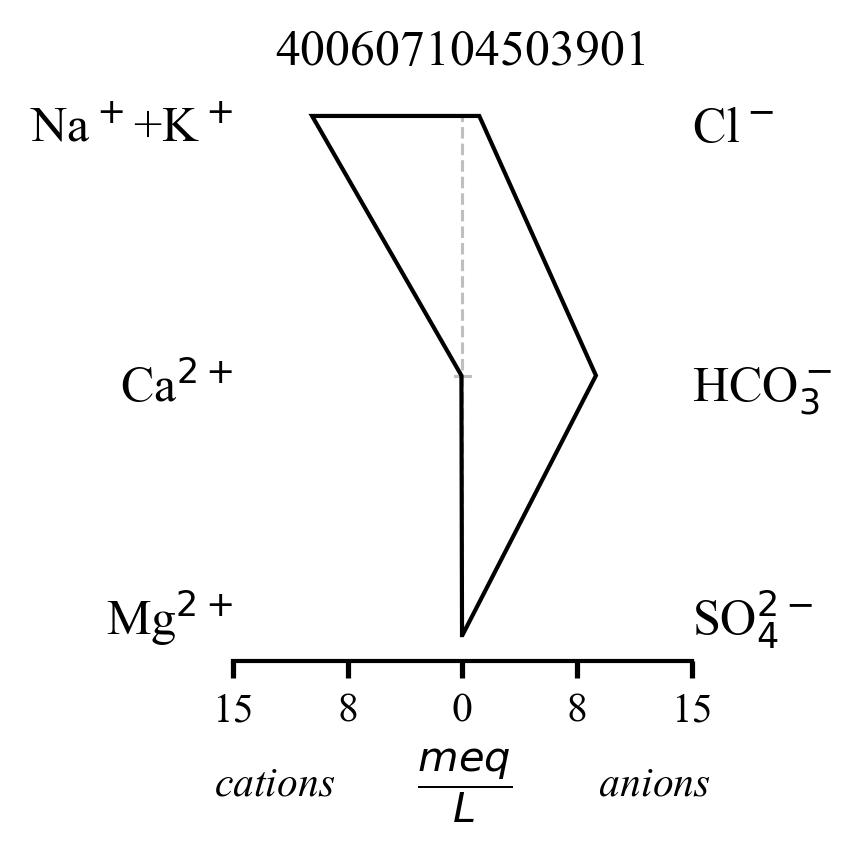 400607104503901
Na⁺+K⁺ Cl⁻
Ca²⁺ HCO₃⁻
Mg²⁺ SO₄²⁻
15 8 0 8 15
cations meq/L anions